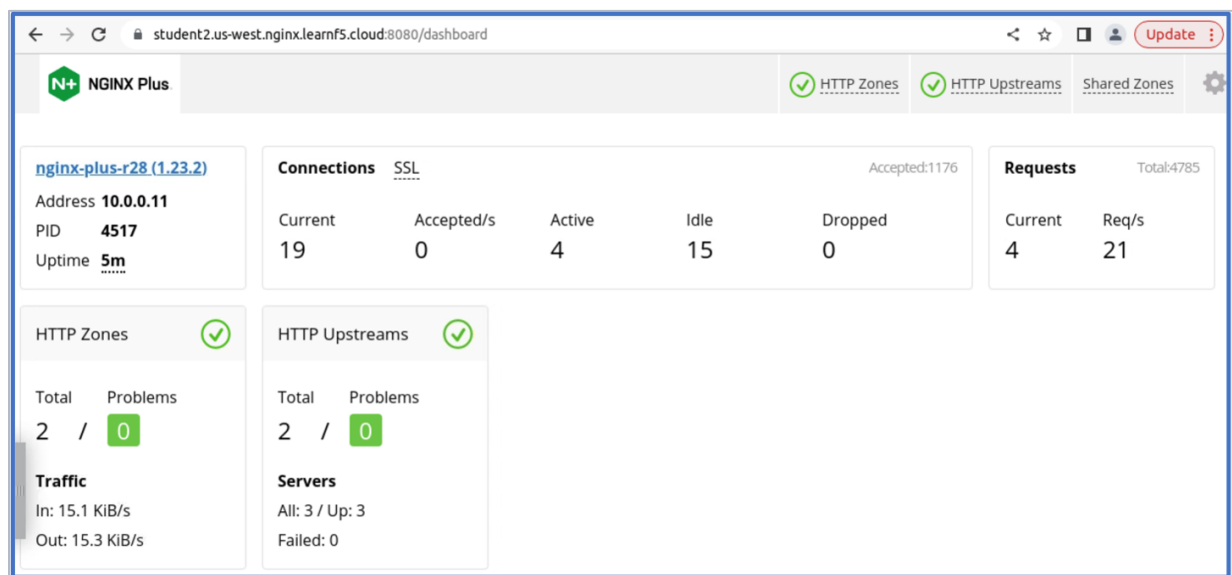 student2.us-west.nginx.learnf5.cloud:8080/dashboard
Update
N+ NGINX Plus
HTTP Zones
HTTP Upstreams
Shared Zones
nginx-plus-r28 (1.23.2)
Address 10.0.0.11
PID 4517
Uptime 5m
Connections SSL Accepted:1176
Current Accepted/s Active Idle Dropped
19 0 4 15 0
Requests Total:4785
Current Req/s
4 21
HTTP Zones
Total Problems
2 / 0
Traffic
In: 15.1 KiB/s
Out: 15.3 KiB/s
HTTP Upstreams
Total Problems
2 / 0
Servers
All: 3 / Up: 3
Failed: 0